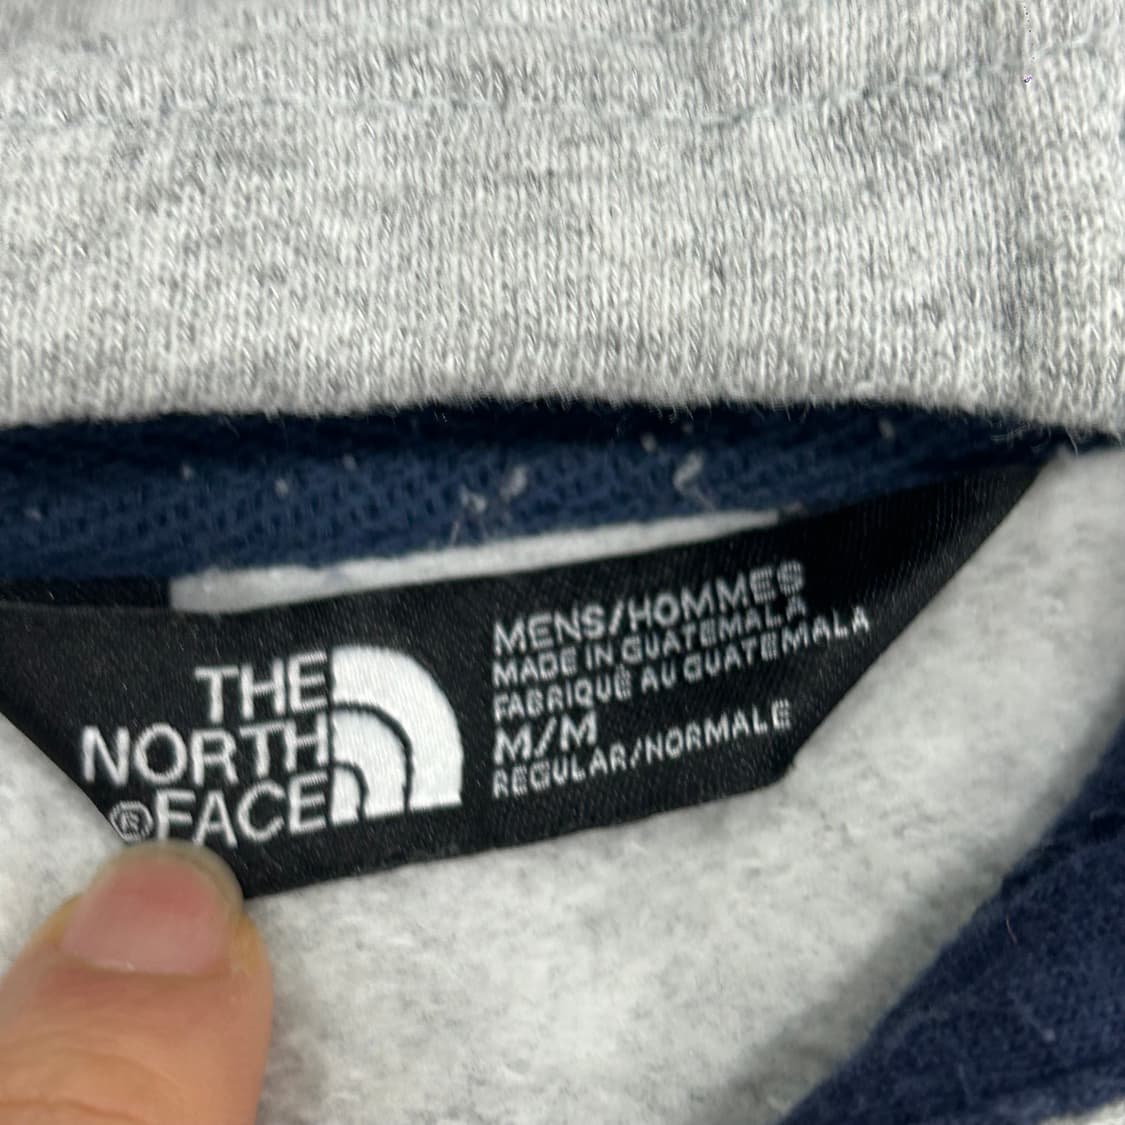 THE
NORTH
®FACE
MENS/HOMMES
MADE IN GUATEMALA
FABRIQUÉ AU GUATEMALA
M/M
REGULAR/NORMALE